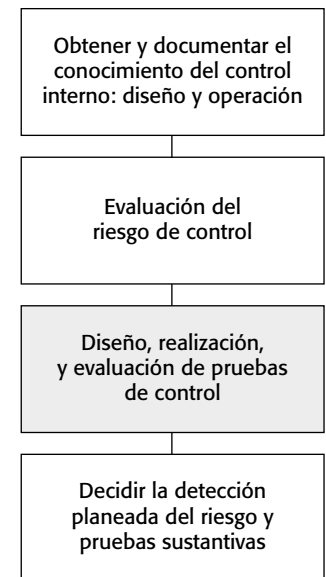 Obtener y documentar el
conocimiento del control
interno: diseño y operación
Evaluación del
riesgo de control
Diseño, realización,
y evaluación de pruebas
de control
Decidir la detección
planeada del riesgo y
pruebas sustantivas